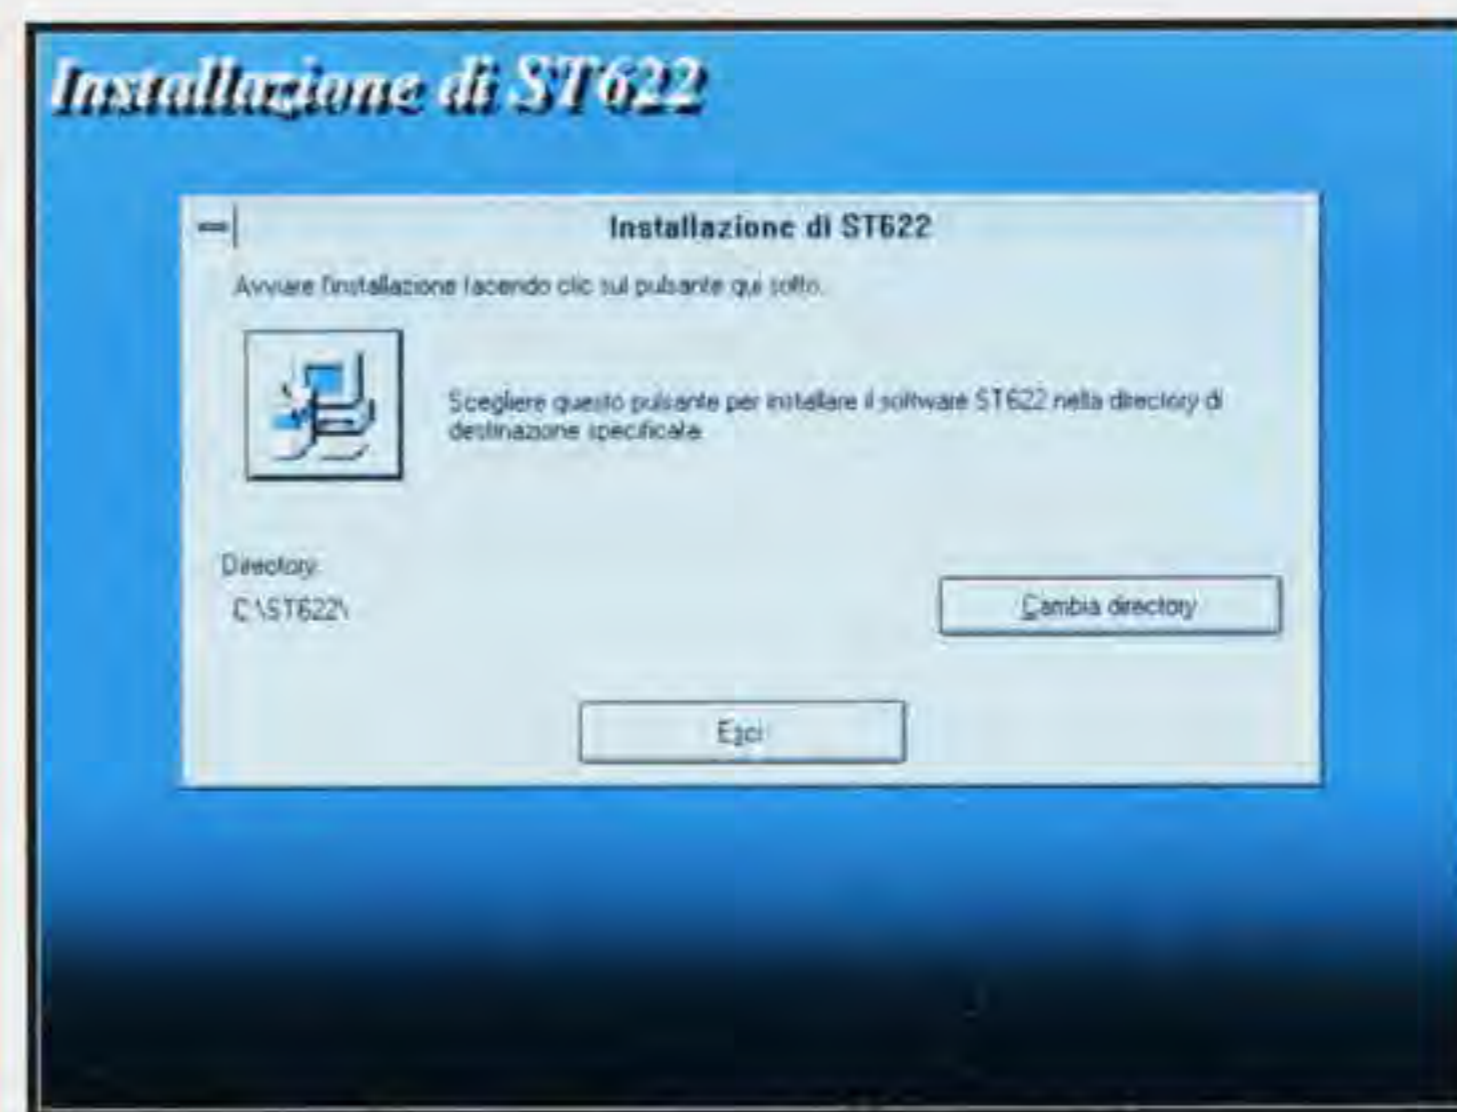 Installazione di ST622
Installazione di ST622
Avviare l'installazione facendo clic sul pulsante qui sotto.
Scegliere questo pulsante per installare il software ST622 nella directory di
destinazione specificata.
Directory:
C:\ST622\
Cambia directory
Esci